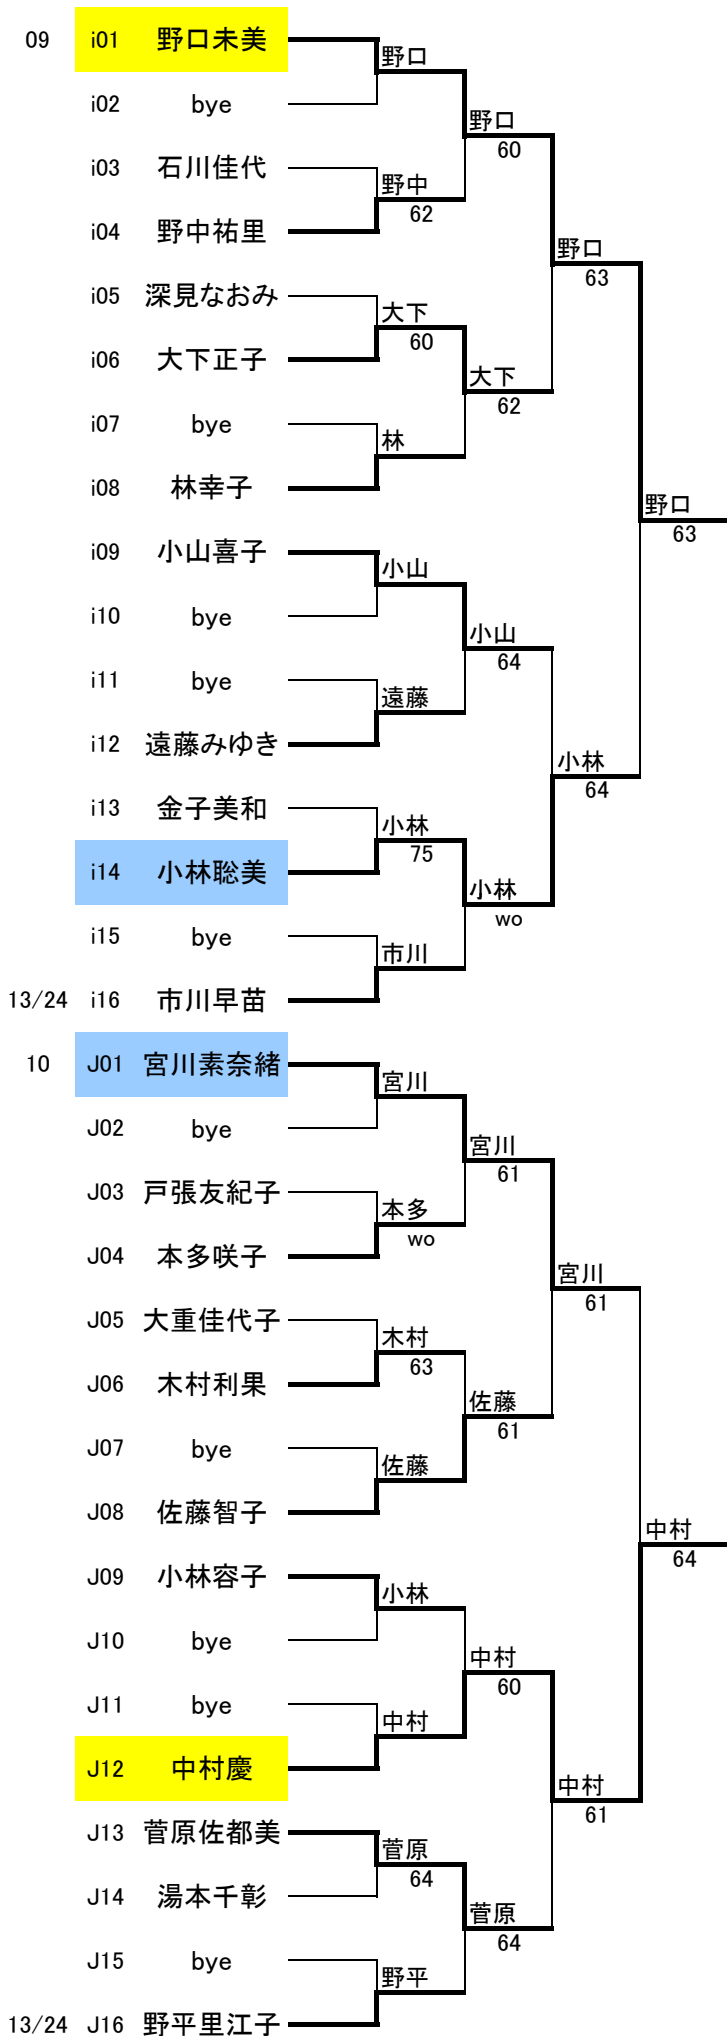 09 i01 野口未美
野口
i02 bye
野口
60
i03 石川佳代
野中
62
i04 野中祐里
野口
63
i05 深見なおみ
大下
60
i06 大下正子
大下
62
i07 bye
林
i08 林幸子
野口
63
i09 小山喜子
小山
i10 bye
小山
64
i11 bye
遠藤
i12 遠藤みゆき
小林
64
i13 金子美和
小林
75
i14 小林聡美
小林
wo
i15 bye
市川
13/24 i16 市川早苗
10 J01 宮川素奈緒
宮川
J02 bye
宮川
61
J03 戸張友紀子
本多
wo
J04 本多咲子
宮川
61
J05 大重佳代子
木村
63
J06 木村利果
佐藤
61
J07 bye
佐藤
J08 佐藤智子
中村
64
J09 小林容子
小林
J10 bye
中村
60
J11 bye
中村
J12 中村慶
中村
61
J13 菅原佐都美
菅原
64
J14 湯本千彰
菅原
64
J15 bye
野平
13/24 J16 野平里江子